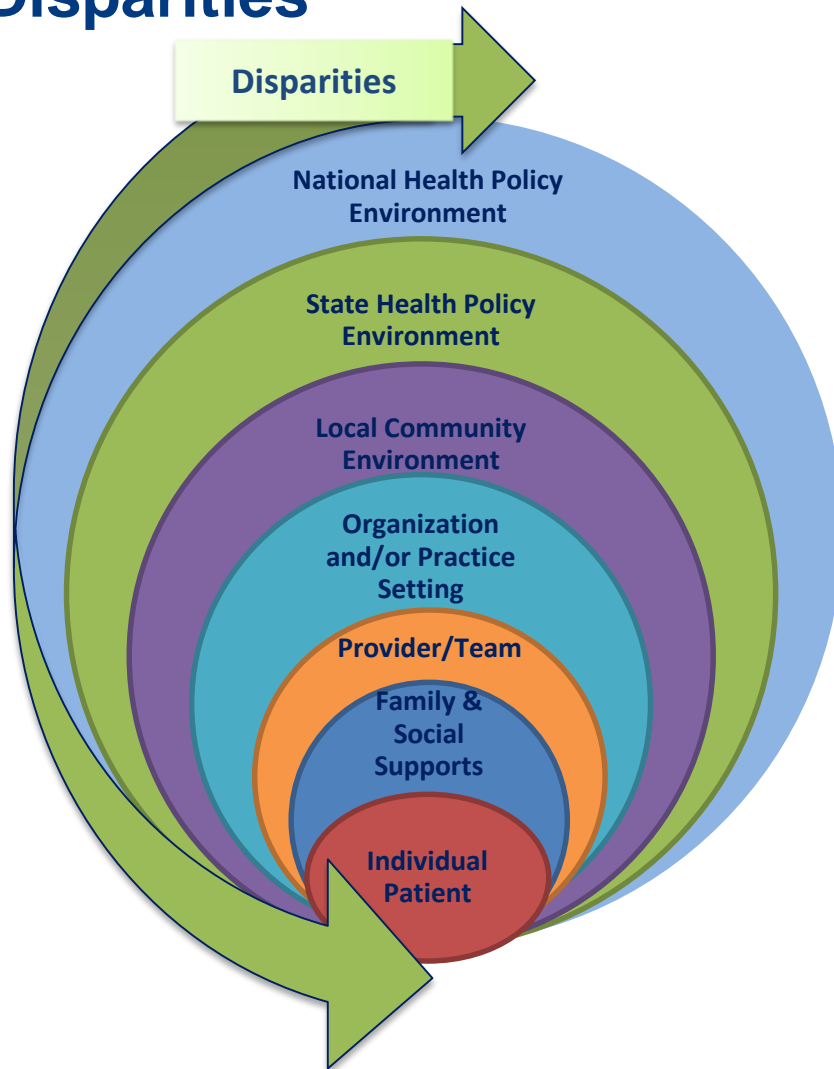 Disparities
Disparities
National Health Policy
Environment
State Health Policy
Environment
Local Community
Environment
Organization
and/or Practice
Setting
Provider/Team
Family &
Social
Supports
Individual
Patient